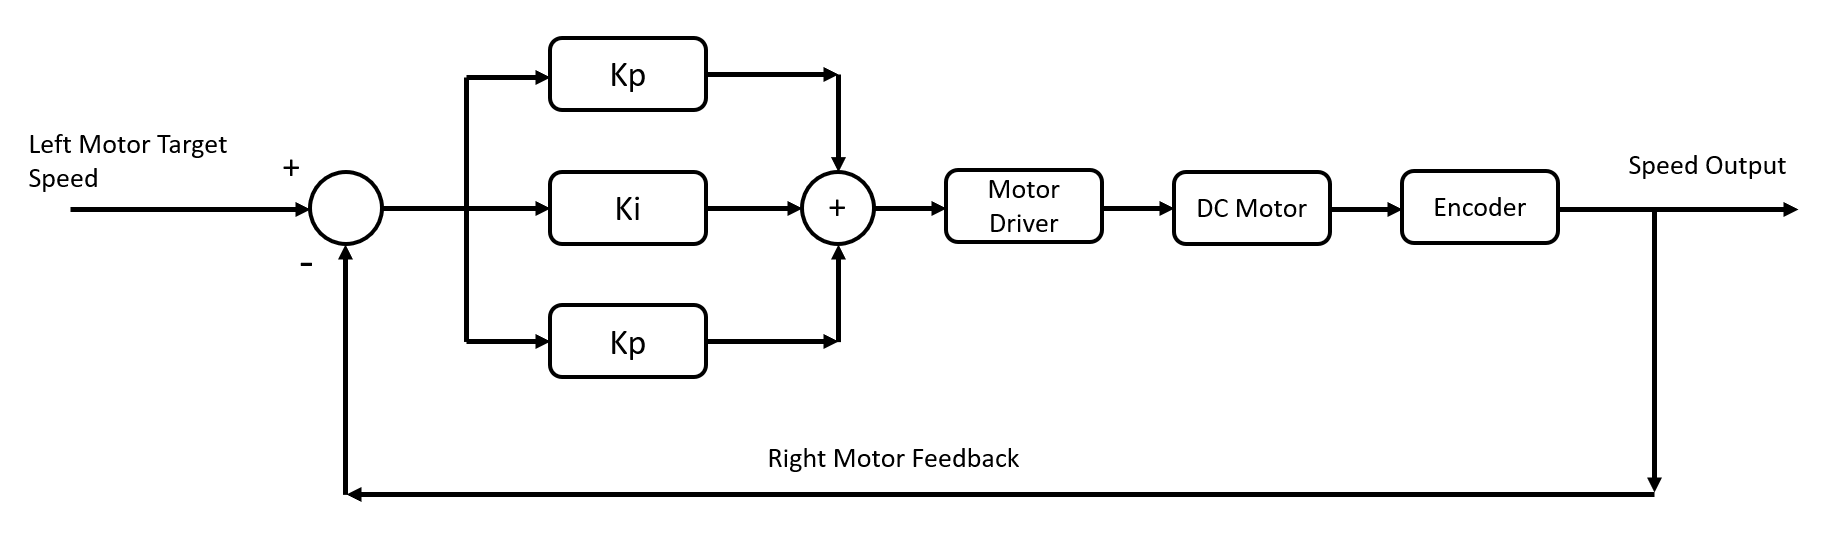 Left Motor Target
Speed
+
-
Kp
Ki
Kp
+
Motor
Driver
DC Motor
Encoder
Speed Output
Right Motor Feedback